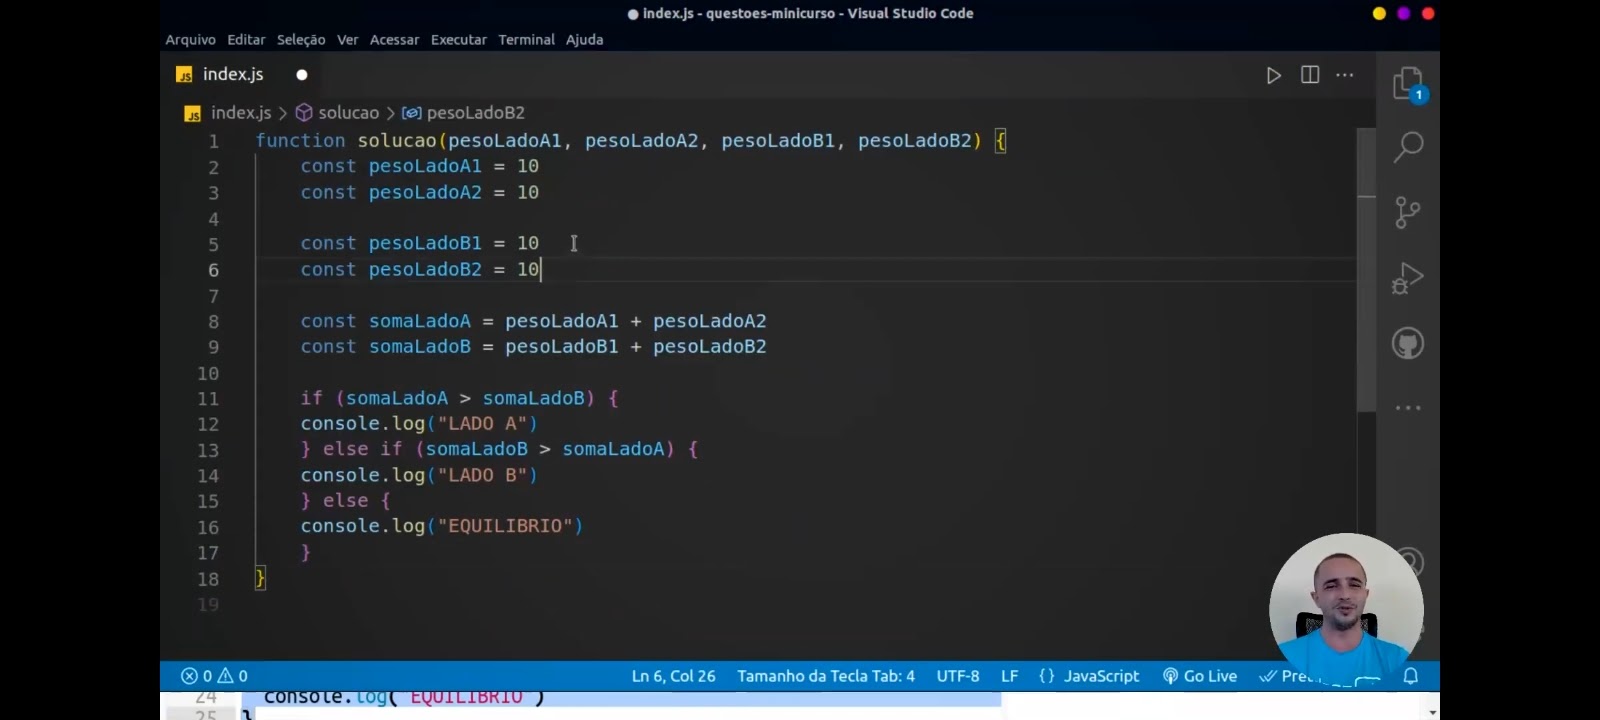 index.js - questoes-minicurso - Visual Studio Code
Arquivo Editar Seleção Ver Acessar Executar Terminal Ajuda
JS index.js
JS index.js > solucao > pesoLadoB2
1
1 function solucao(pesoLadoA1, pesoLadoA2, pesoLadoB1, pesoLadoB2) {
2 const pesoLadoA1 = 10
3 const pesoLadoA2 = 10
4
5 const pesoLadoB1 = 10
6 const pesoLadoB2 = 10
7
8 const somaLadoA = pesoLadoA1 + pesoLadoA2
9 const somaLadoB = pesoLadoB1 + pesoLadoB2
10
11 if (somaLadoA > somaLadoB) {
12 console.log("LADO A")
13 } else if (somaLadoB > somaLadoA) {
14 console.log("LADO B")
15 } else {
16 console.log("EQUILIBRIO")
17 }
18 }
19
0 0 Ln 6, Col 26 Tamanho da Tecla Tab: 4 UTF-8 LF {} JavaScript Go Live
24 console.log( EQUILIBRIO )
25 }